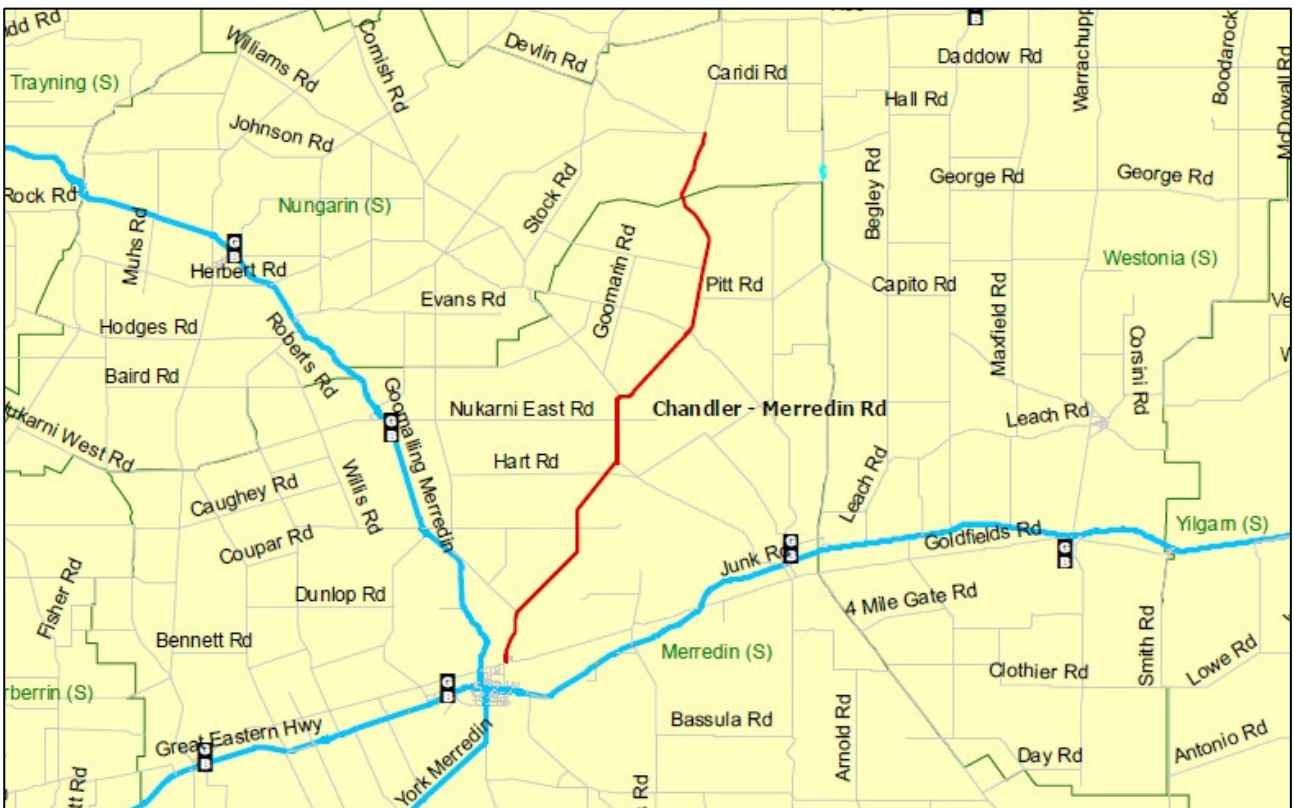 Devlin Rd
Caridi Rd
Daddow Rd
Warrachupp
Boodarock
McDowall Rd
Williams Rd
Cornish Rd
Trayning (S)
Hall Rd
Johnson Rd
Begley Rd
George Rd
George Rd
Rock Rd
Stock Rd
Nungarin (S)
Muhs Rd
Herbert Rd
Goomarin Rd
Westonia (S)
Evans Rd
Pitt Rd
Capito Rd
Hodges Rd
Roberts Rd
Maxfield Rd
Corsini Rd
Baird Rd
Goomalling Merredin
Nukarni East Rd
Chandler - Merredin Rd
Leach Rd
ukarni West Rd
Hart Rd
Willis Rd
Caughey Rd
Leach Rd
Yilgarn (S)
Coupar Rd
Goldfields Rd
Junk Rd
Fisher Rd
Dunlop Rd
4 Mile Gate Rd
Bennett Rd
Merredin (S)
Smith Rd
Lowe Rd
Clothier Rd
rberrin (S)
Great Eastern Hwy
York Merredin
Bassula Rd
Arnold Rd
Day Rd
Antonio Rd
tt Rd
s Rd